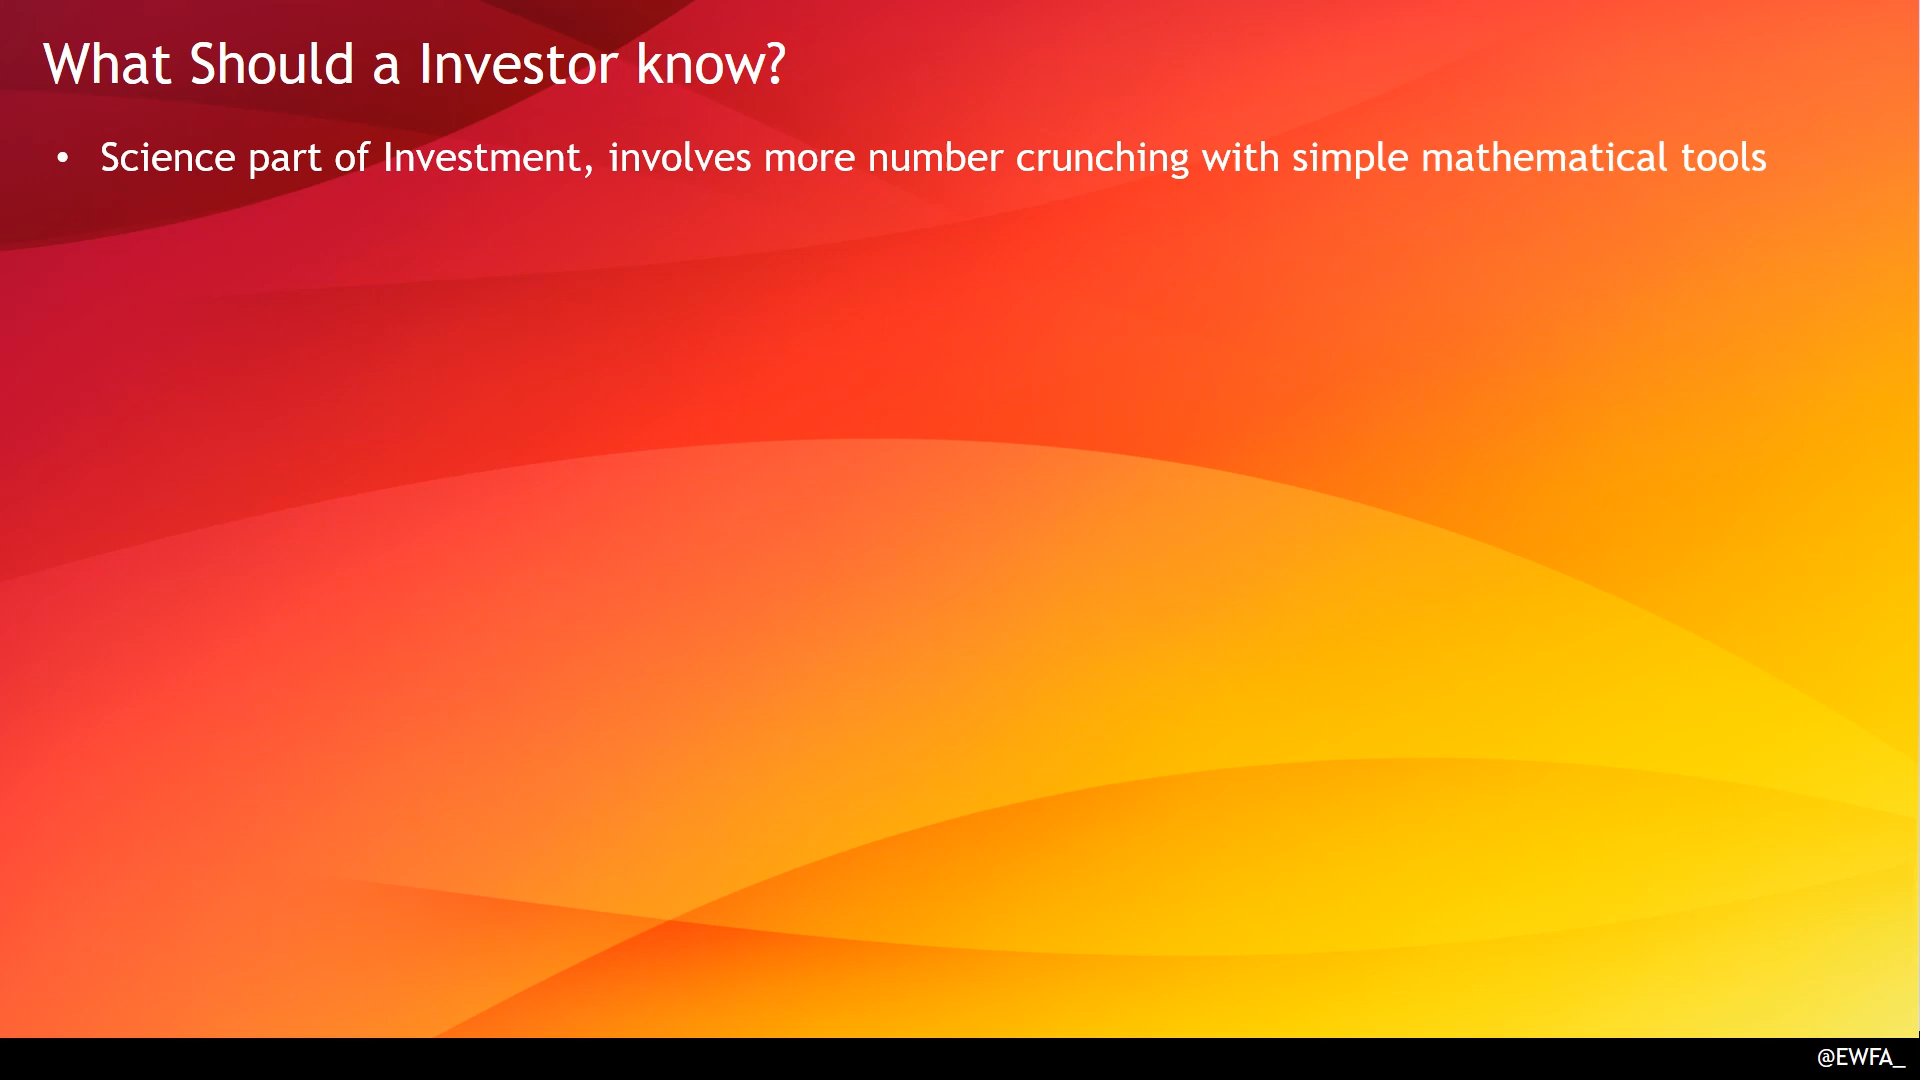 What Should a Investor know?
• Science part of Investment, involves more number crunching with simple mathematical tools
@EWFA_